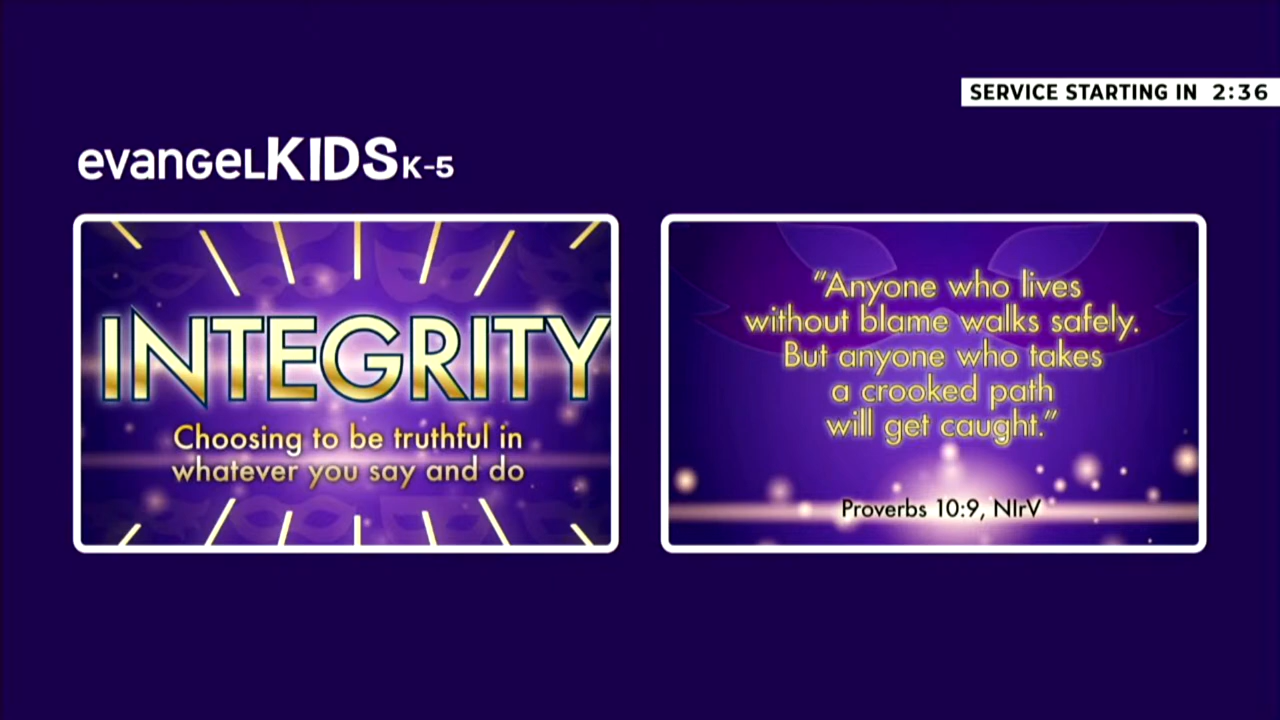 SERVICE STARTING IN 2:36
evangeLKIDS K-5
INTEGRITY
Choosing to be truthful in
whatever you say and do
"Anyone who lives
without blame walks safely.
But anyone who takes
a crooked path
will get caught."
Proverbs 10:9, NIrV